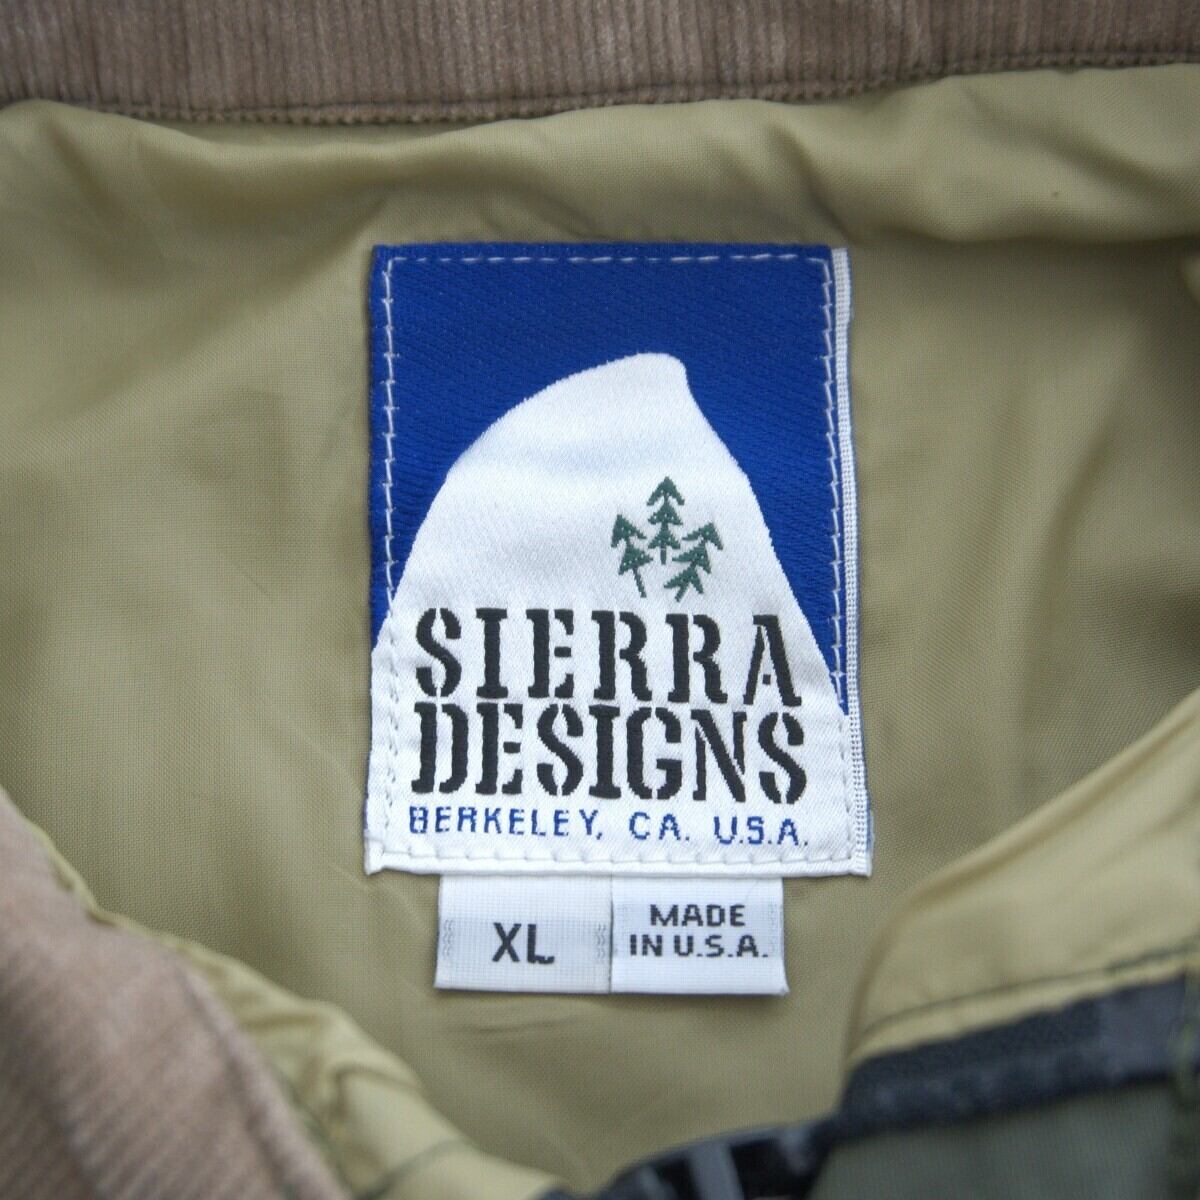 SIERRA
DESIGNS
BERKELEY, CA. U.S.A.
XL
MADE
IN U.S.A.